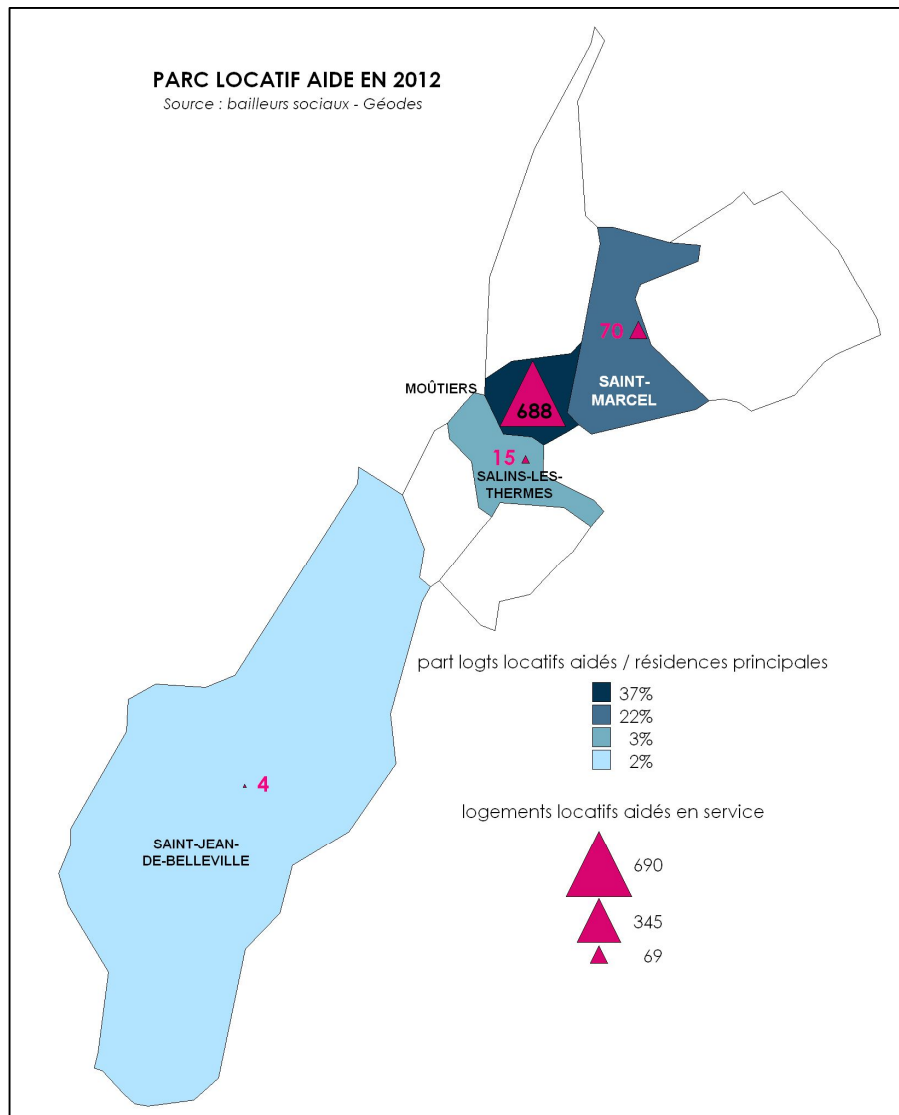 PARC LOCATIF AIDE EN 2012
Source : bailleurs sociaux - Géodes
70
MOÛTIERS
SAINT-
MARCEL
688
15
SALINS-LES-
THERMES
part logts locatifs aidés / résidences principales
37%
22%
3%
2%
4
logements locatifs aidés en service
SAINT-JEAN-
DE-BELLEVILLE
690
345
69